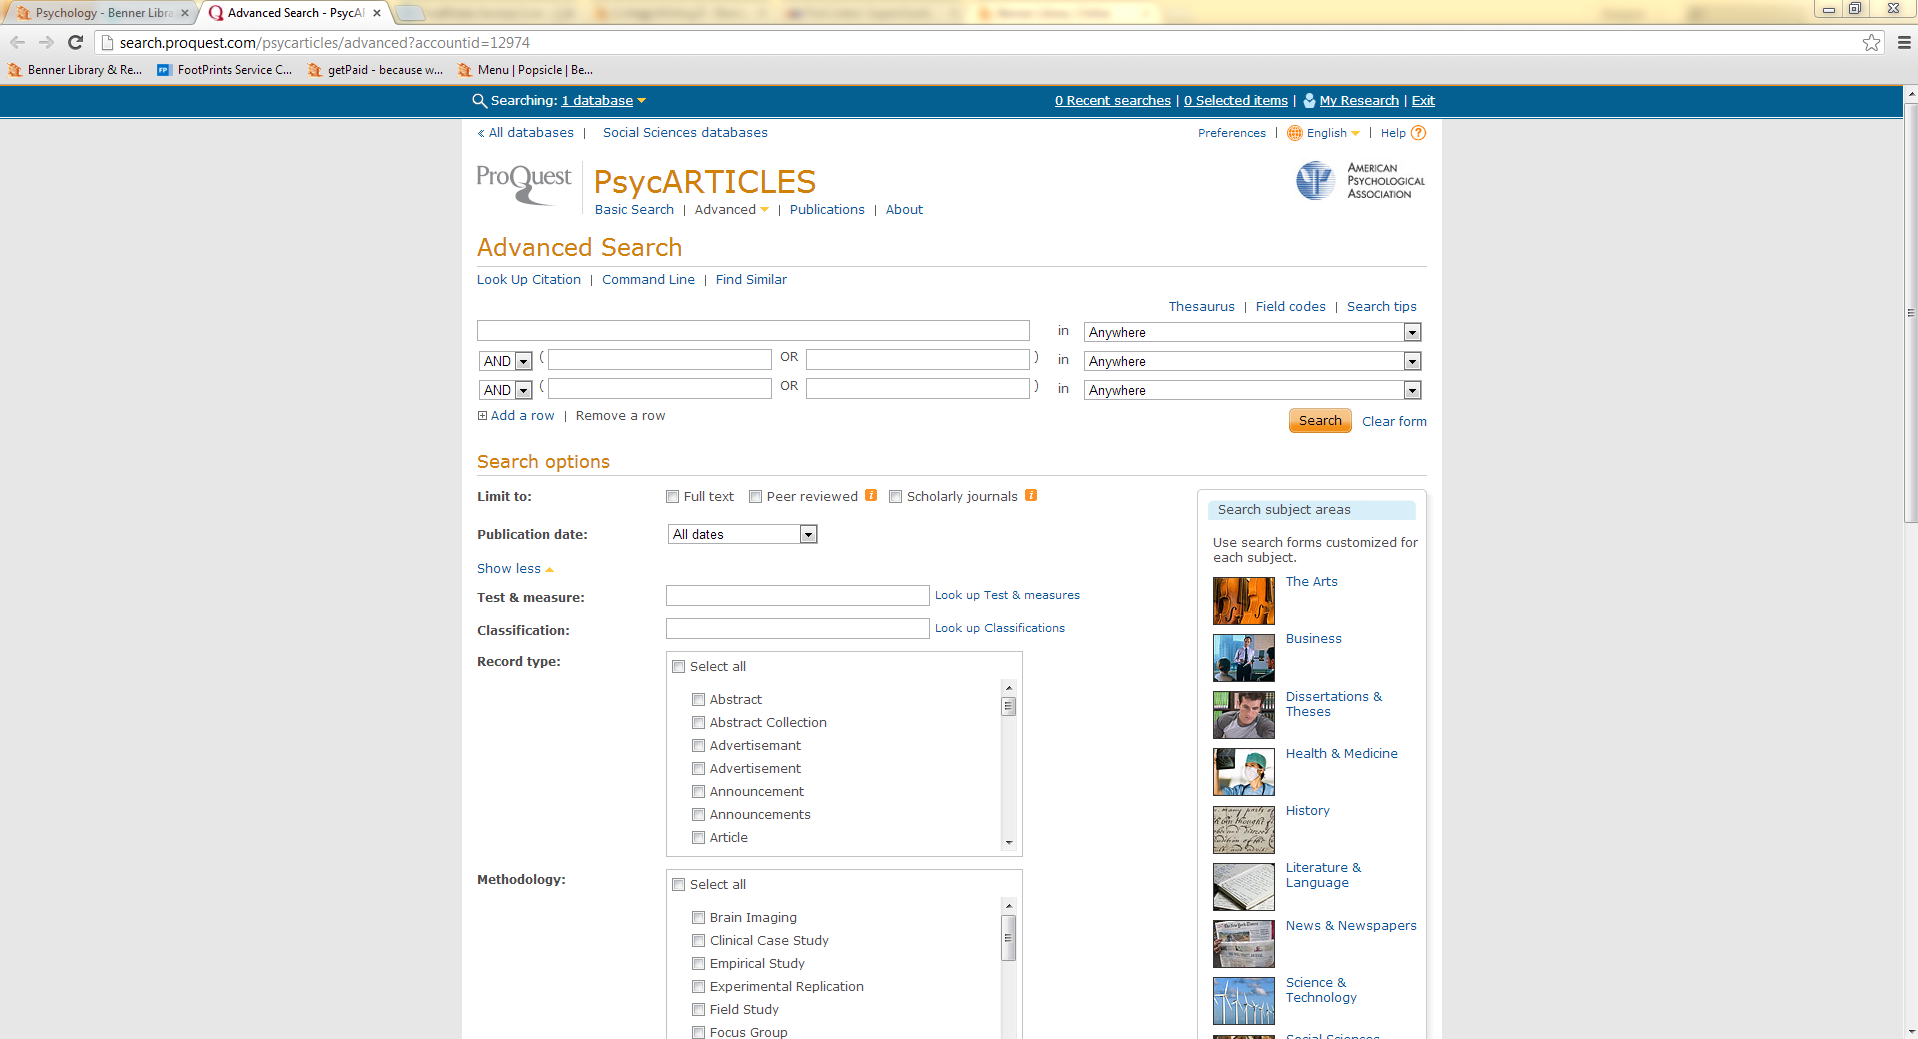 Psychology - Benner Libra
Advanced Search - PsycAI
search.proquest.com/psycarticles/advanced?accountid=12974
Benner Library & Re...
FootPrints Service C...
getPaid - because w...
Menu | Popsicle | Be...
Searching: 1 database
0 Recent searches | 0 Selected items | My Research | Exit
< All databases | Social Sciences databases
Preferences | English | Help ?
ProQuest
PsycARTICLES
AMERICAN
PSYCHOLOGICAL
ASSOCIATION
Basic Search | Advanced | Publications | About
Advanced Search
Look Up Citation | Command Line | Find Similar
Thesaurus | Field codes | Search tips
in Anywhere
AND ( OR ) in Anywhere
AND ( OR ) in Anywhere
Add a row | Remove a row
Search Clear form
Search options
Limit to: Full text Peer reviewed i Scholarly journals i
Publication date: All dates
Show less
Test & measure: Look up Test & measures
Classification: Look up Classifications
Record type: Select all
Abstract
Abstract Collection
Advertisemant
Advertisement
Announcement
Announcements
Article
Methodology: Select all
Brain Imaging
Clinical Case Study
Empirical Study
Experimental Replication
Field Study
Focus Group
Search subject areas
Use search forms customized for
each subject.
The Arts
Business
Dissertations &
Theses
Health & Medicine
History
Literature &
Language
News & Newspapers
Science &
Technology
Social Sciences